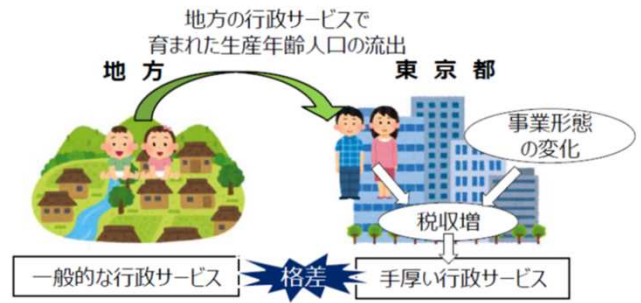 地方の行政サービスで
育まれた生産年齢人口の流出
地方
東京都
事業形態
の変化
税収増
一般的な行政サービス
格差
手厚い行政サービス